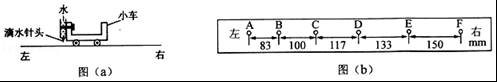 水
小车
滴水针头
左 右
图（a）
A B C D E F
左 右
83 100 117 133 150 mm
图（b）